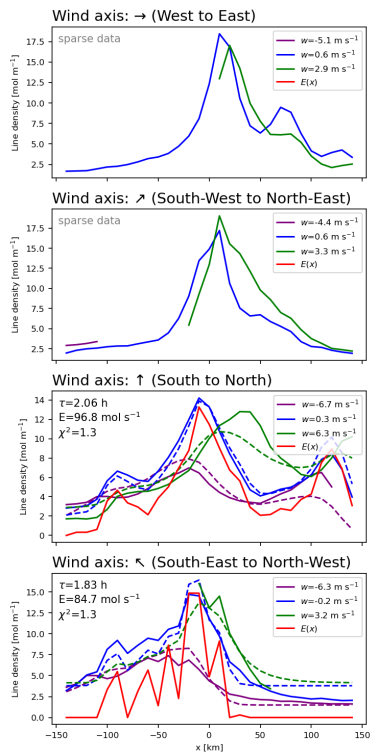 Wind axis: → (West to East)
sparse data
w=-5.1 m s⁻¹
w=0.6 m s⁻¹
w=2.9 m s⁻¹
E(x)
Line density [mol m⁻¹]
17.5
15.0
12.5
10.0
7.5
5.0
2.5
Wind axis: ↗ (South-West to North-East)
sparse data
w=-4.4 m s⁻¹
w=0.6 m s⁻¹
w=3.3 m s⁻¹
E(x)
Line density [mol m⁻¹]
17.5
15.0
12.5
10.0
7.5
5.0
2.5
Wind axis: ↑ (South to North)
τ=2.06 h
E=96.8 mol s⁻¹
χ²=1.3
w=-6.7 m s⁻¹
w=0.3 m s⁻¹
w=6.3 m s⁻¹
E(x)
Line density [mol m⁻¹]
14
12
10
8
6
4
2
0
Wind axis: ↖ (South-East to North-West)
τ=1.83 h
E=84.7 mol s⁻¹
χ²=1.3
w=-6.3 m s⁻¹
w=-0.2 m s⁻¹
w=3.2 m s⁻¹
E(x)
Line density [mol m⁻¹]
15.0
12.5
10.0
7.5
5.0
2.5
0.0
−150 −100 −50 0 50 100 150
x [km]